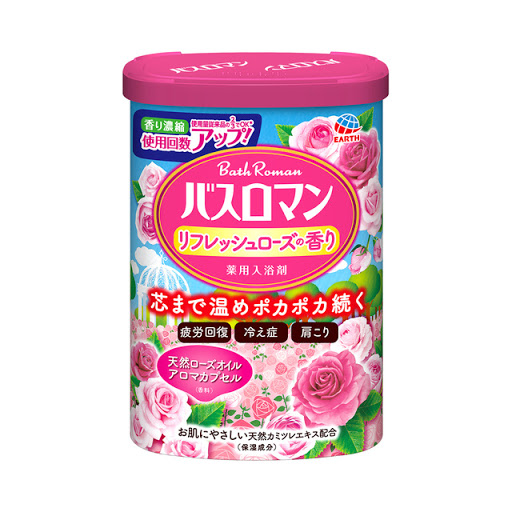 バスロマン
香り濃縮
使用回数
アップ!
EARTH
Bath Roman
バスロマン
リフレッシュローズの香り
薬用入浴剤
芯まで温めポカポカ続く
疲労回復
冷え症
肩こり
天然ローズオイル
アロマカプセル
(香料)
お肌にやさしい天然カミツレエキス配合
(保湿成分)